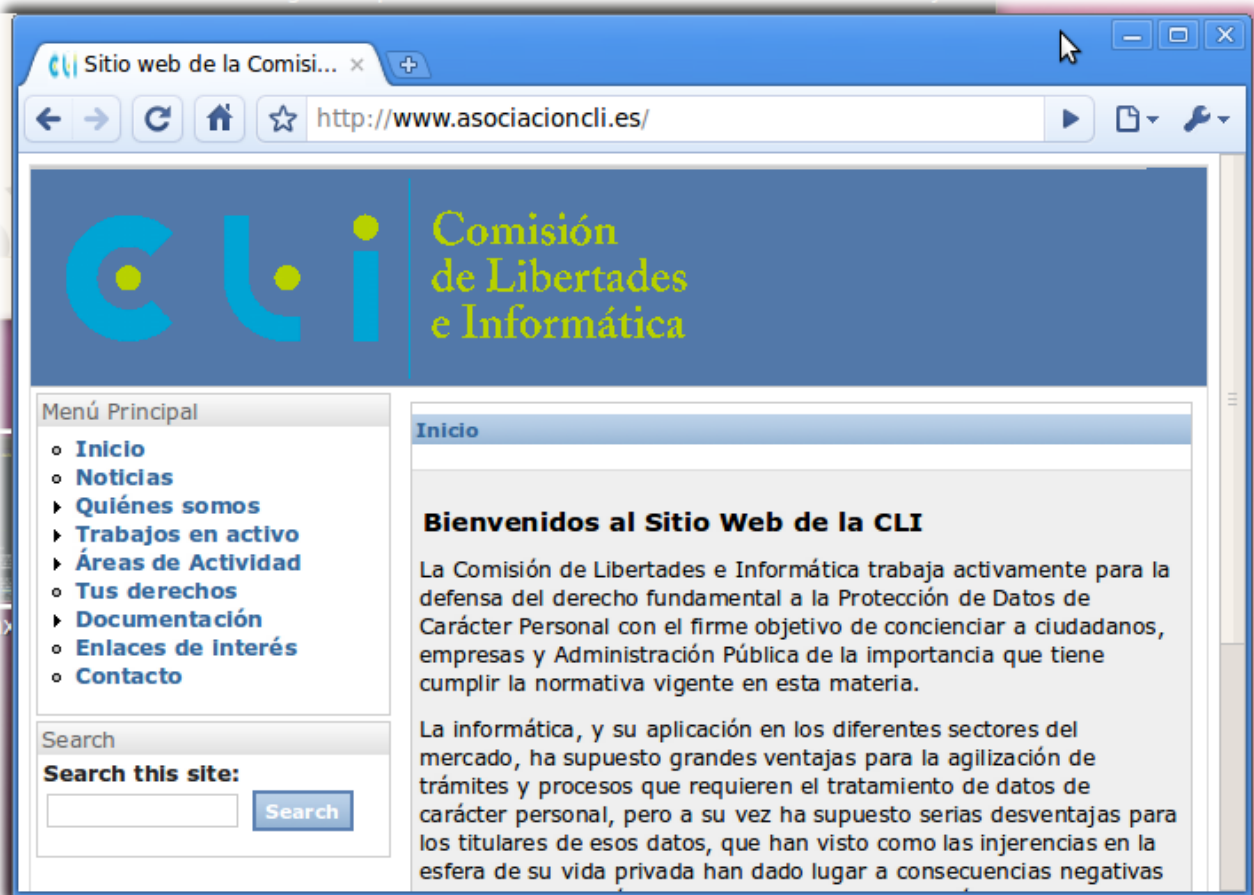 Sitio web de la Comisi...
http://www.asociacioncli.es/
CLi
Comisión
de Libertades
e Informática
Menú Principal
Inicio
Noticias
Quiénes somos
Trabajos en activo
Áreas de Actividad
Tus derechos
Documentación
Enlaces de interés
Contacto
Search
Search this site:
Search
Inicio
Bienvenidos al Sitio Web de la CLI
La Comisión de Libertades e Informática trabaja activamente para la
defensa del derecho fundamental a la Protección de Datos de
Carácter Personal con el firme objetivo de concienciar a ciudadanos,
empresas y Administración Pública de la importancia que tiene
cumplir la normativa vigente en esta materia.
La informática, y su aplicación en los diferentes sectores del
mercado, ha supuesto grandes ventajas para la agilización de
trámites y procesos que requieren el tratamiento de datos de
carácter personal, pero a su vez ha supuesto serias desventajas para
los titulares de esos datos, que han visto como las injerencias en la
esfera de su vida privada han dado lugar a consecuencias negativas